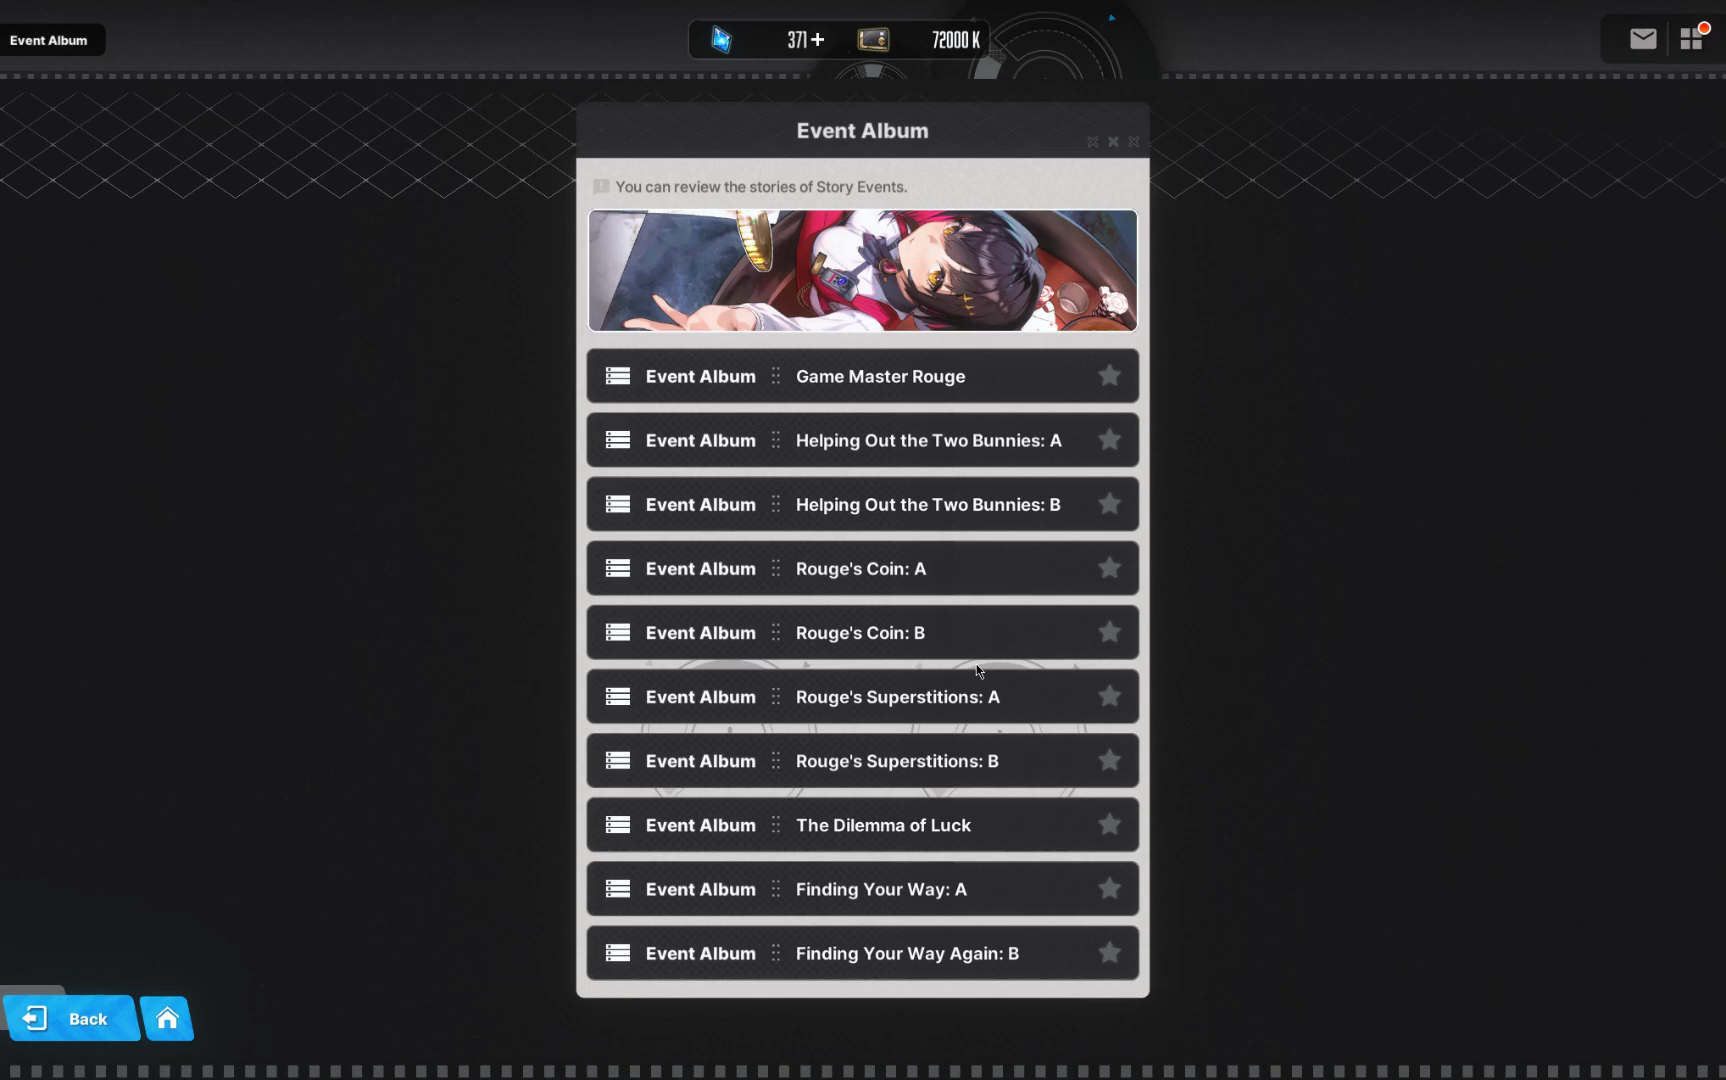 Event Album
371+
72000 K
Event Album
You can review the stories of Story Events.
Event Album Game Master Rouge
Event Album Helping Out the Two Bunnies: A
Event Album Helping Out the Two Bunnies: B
Event Album Rouge's Coin: A
Event Album Rouge's Coin: B
Event Album Rouge's Superstitions: A
Event Album Rouge's Superstitions: B
Event Album The Dilemma of Luck
Event Album Finding Your Way: A
Event Album Finding Your Way Again: B
Back